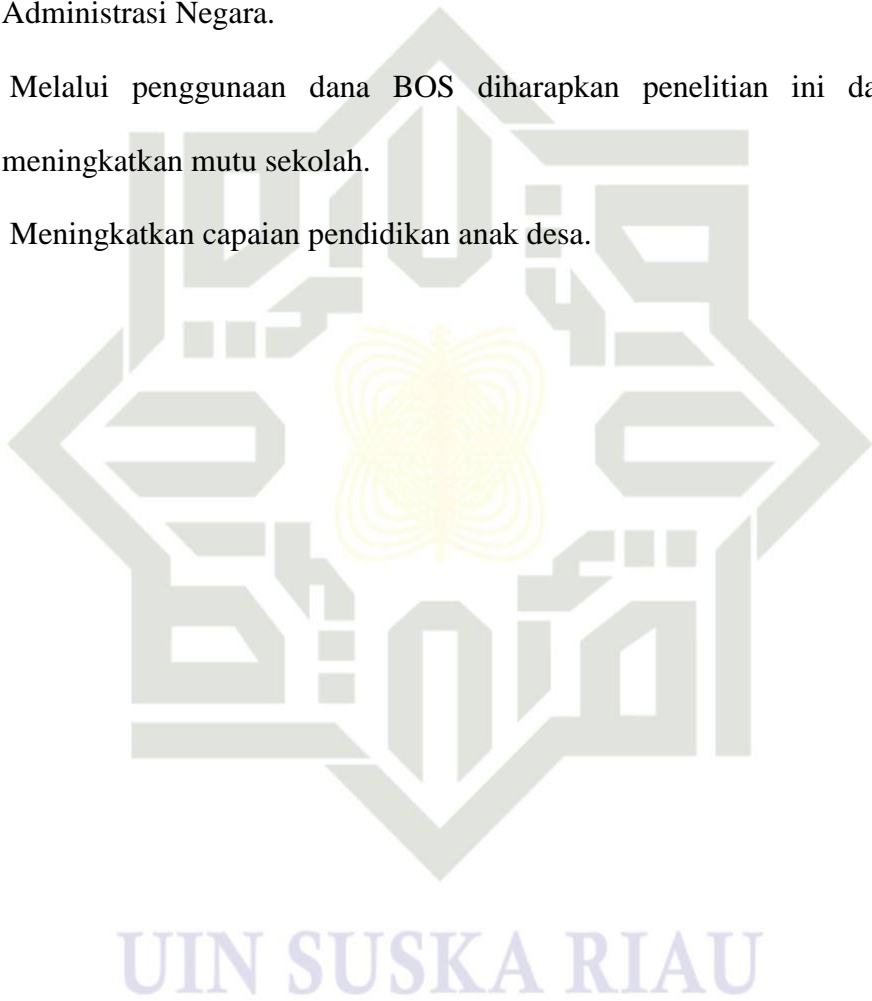 Administrasi Negara.
Melalui penggunaan dana BOS diharapkan penelitian ini da
meningkatkan mutu sekolah.
Meningkatkan capaian pendidikan anak desa.
UIN SUSKA RIAU